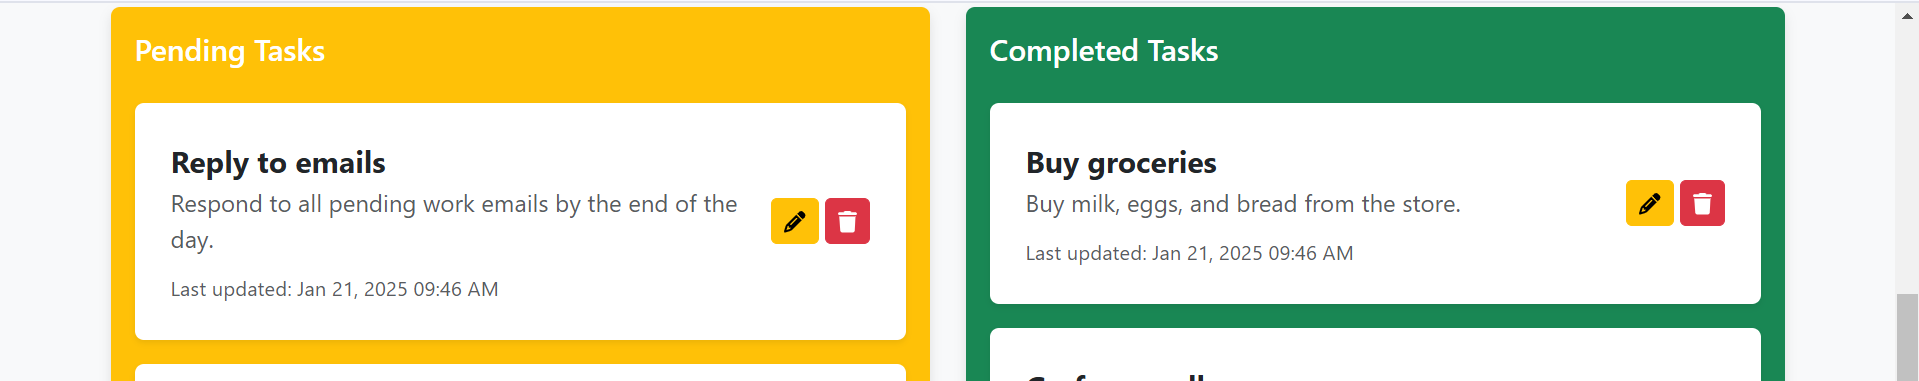 Pending Tasks
Reply to emails
Respond to all pending work emails by the end of the
day.
Last updated: Jan 21, 2025 09:46 AM
Completed Tasks
Buy groceries
Buy milk, eggs, and bread from the store.
Last updated: Jan 21, 2025 09:46 AM